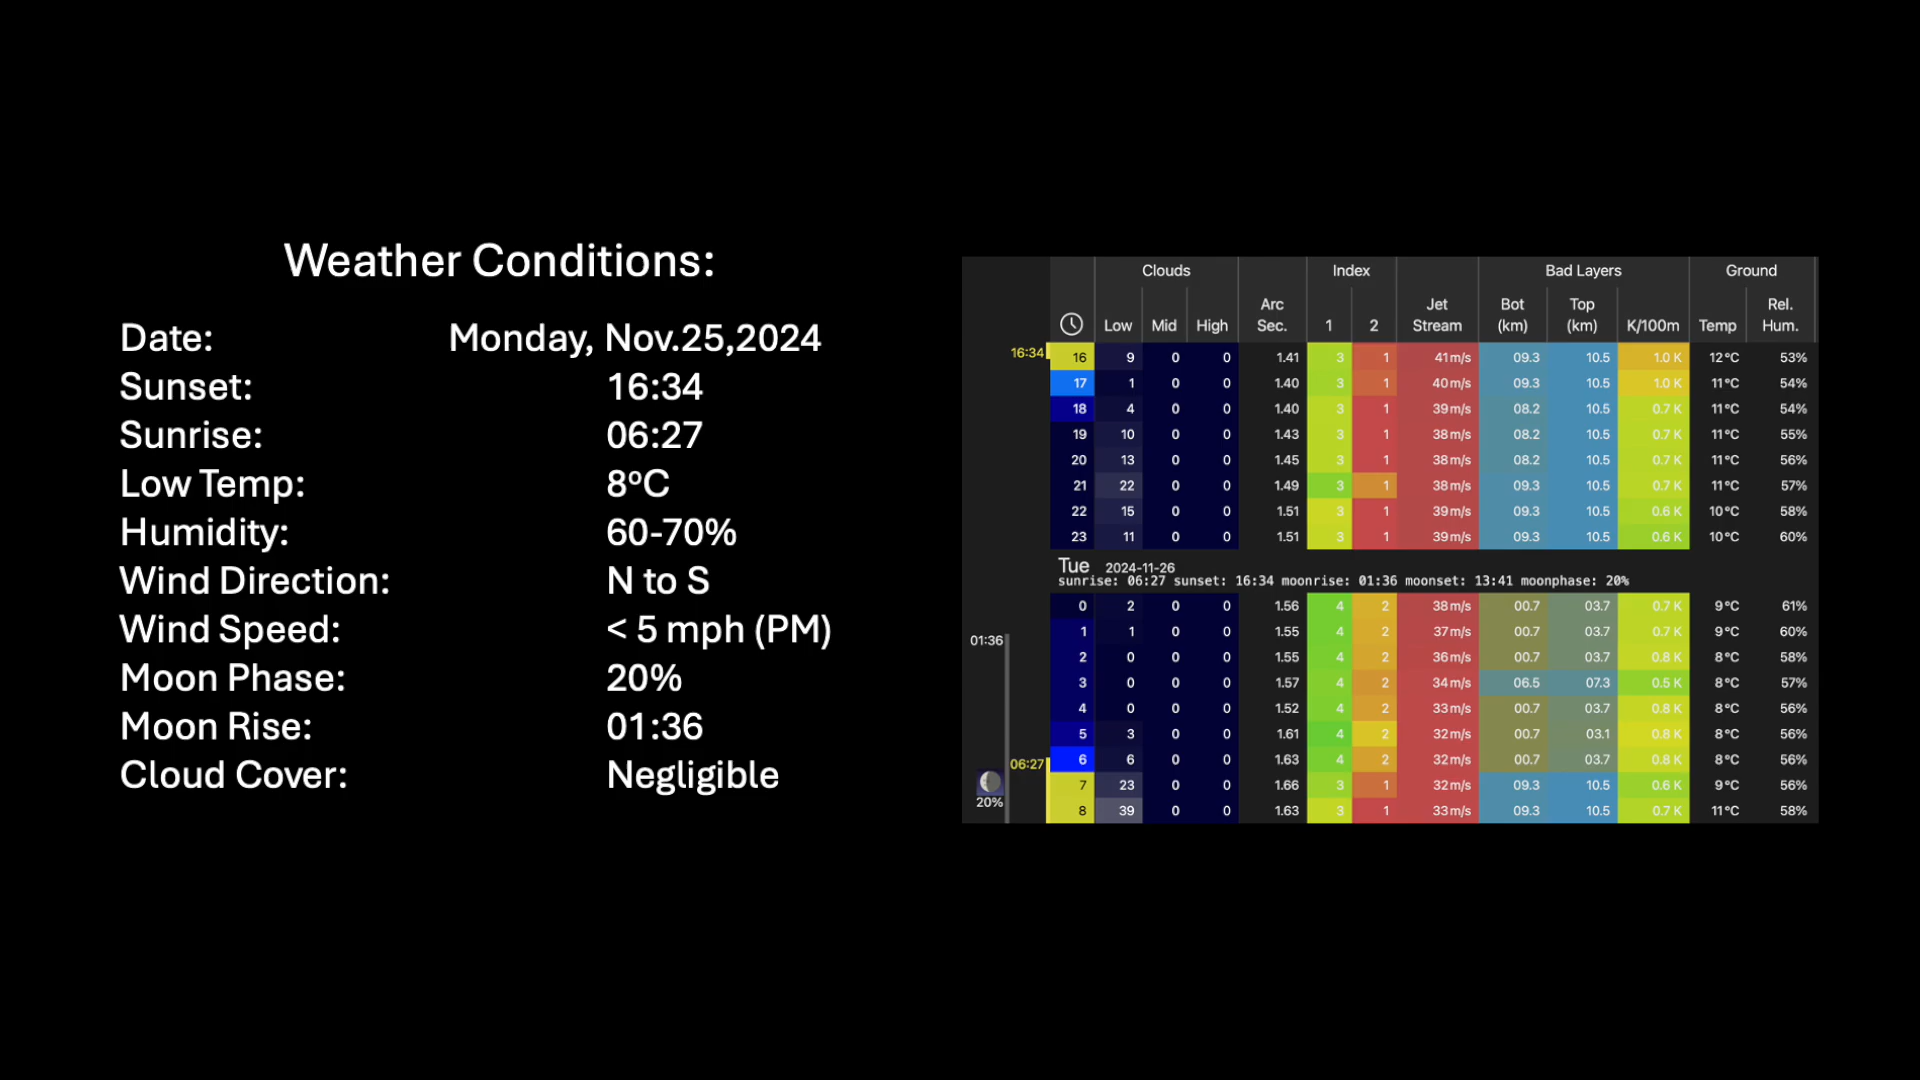 Weather Conditions:
Date: Monday, Nov.25,2024
Sunset: 16:34
Sunrise: 06:27
Low Temp: 8ºC
Humidity: 60-70%
Wind Direction: N to S
Wind Speed: < 5 mph (PM)
Moon Phase: 20%
Moon Rise: 01:36
Cloud Cover: Negligible
Clouds Index Bad Layers Ground
Low Mid High Arc Sec. 1 2 Jet Stream Bot (km) Top (km) K/100m Temp Rel. Hum.
16:34 16 9 0 0 1.41 3 1 41 m/s 09.3 10.5 1.0 K 12 °C 53%
17 1 0 0 1.40 3 1 40 m/s 09.3 10.5 1.0 K 11 °C 54%
18 4 0 0 1.40 3 1 39 m/s 08.2 10.5 0.7 K 11 °C 54%
19 10 0 0 1.43 3 1 38 m/s 08.2 10.5 0.7 K 11 °C 55%
20 13 0 0 1.45 3 1 38 m/s 08.2 10.5 0.7 K 11 °C 56%
21 22 0 0 1.49 3 1 38 m/s 09.3 10.5 0.7 K 11 °C 57%
22 15 0 0 1.51 3 1 39 m/s 09.3 10.5 0.6 K 10 °C 58%
23 11 0 0 1.51 3 1 39 m/s 09.3 10.5 0.6 K 10 °C 60%
Tue 2024-11-26
sunrise: 06:27 sunset: 16:34 moonrise: 01:36 moonset: 13:41 moonphase: 20%
0 2 0 0 1.56 4 2 38 m/s 00.7 03.7 0.7 K 9 °C 61%
01:36 1 1 0 0 1.55 4 2 37 m/s 00.7 03.7 0.7 K 9 °C 60%
2 0 0 0 1.55 4 2 36 m/s 00.7 03.7 0.8 K 8 °C 58%
3 0 0 0 1.57 4 2 34 m/s 06.5 07.3 0.5 K 8 °C 57%
4 0 0 0 1.52 4 2 33 m/s 00.7 03.7 0.8 K 8 °C 56%
5 3 0 0 1.61 4 2 32 m/s 00.7 03.1 0.8 K 8 °C 56%
06:27 6 6 0 0 1.63 4 2 32 m/s 00.7 03.7 0.8 K 8 °C 56%
7 23 0 0 1.66 3 1 32 m/s 09.3 10.5 0.6 K 9 °C 56%
20% 8 39 0 0 1.63 3 1 33 m/s 09.3 10.5 0.7 K 11 °C 58%